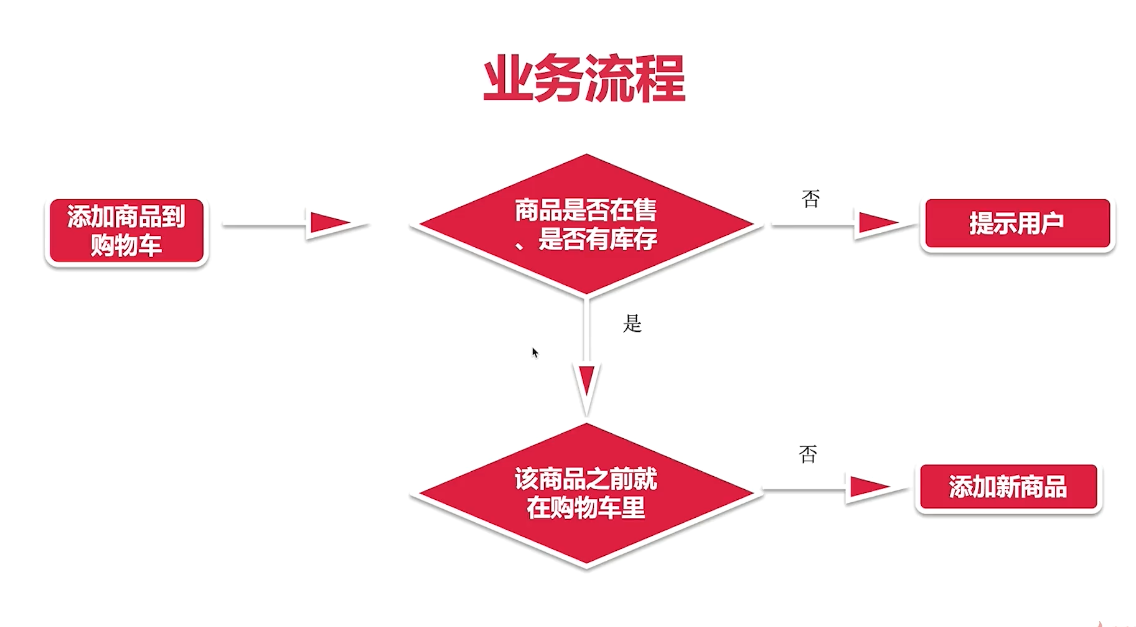 业务流程
添加商品到
购物车
商品是否在售
、是否有库存
否
提示用户
是
该商品之前就
在购物车里
否
添加新商品